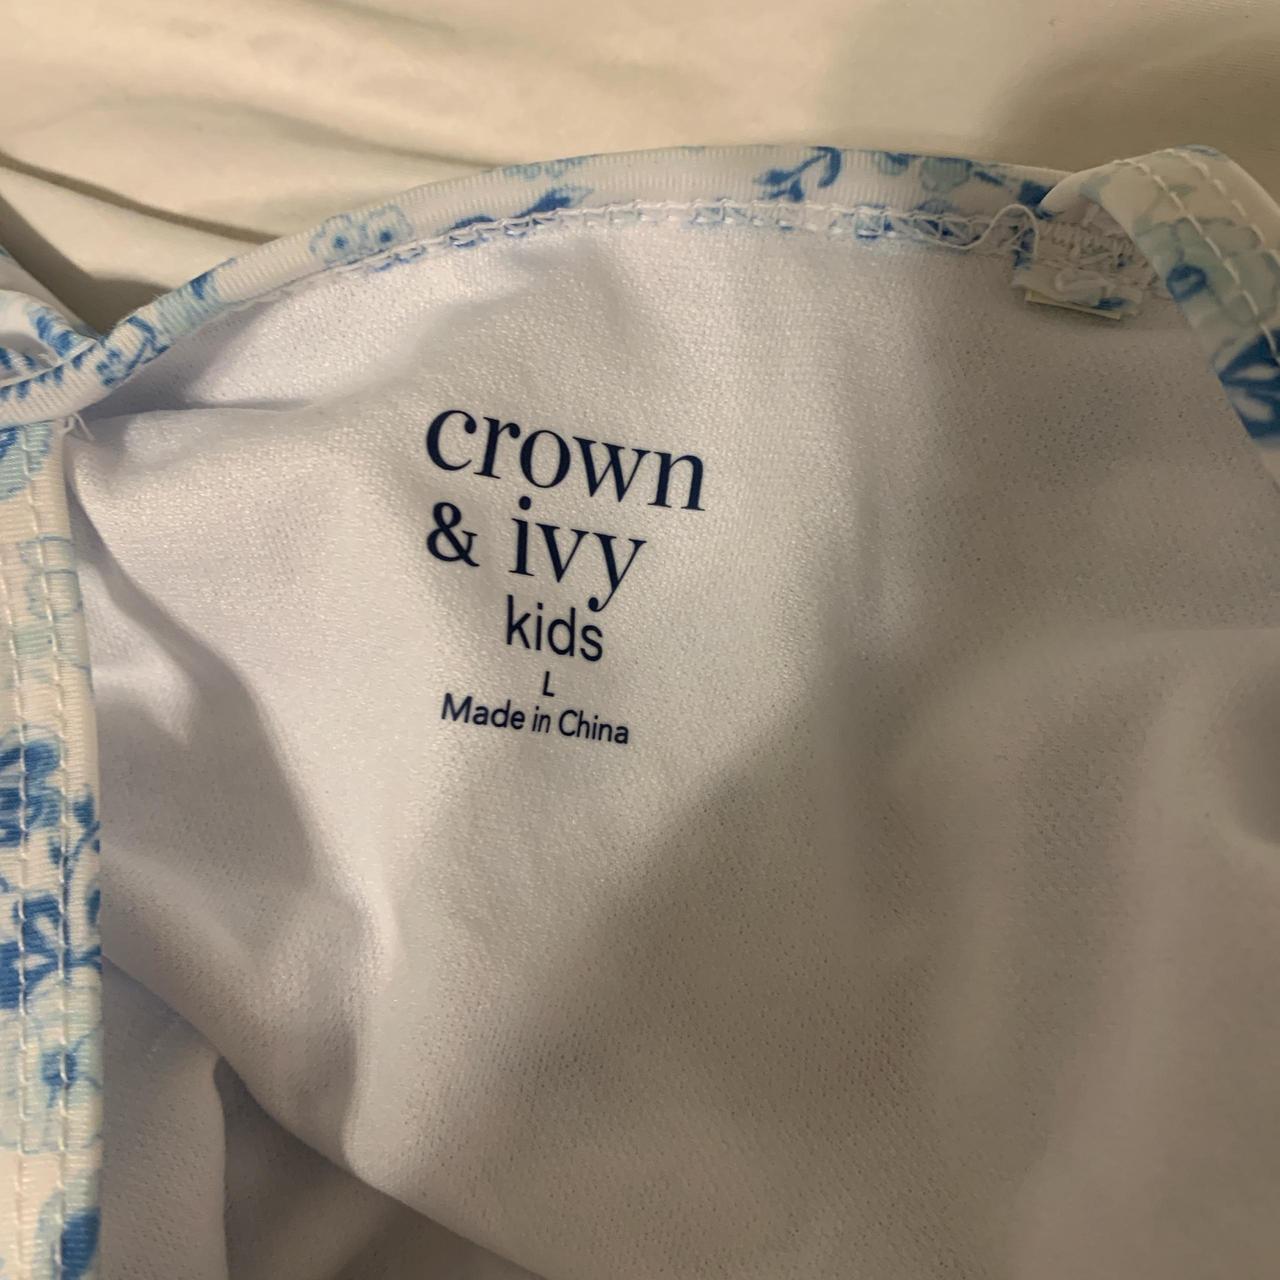 crown
& ivy
kids
L
Made in China